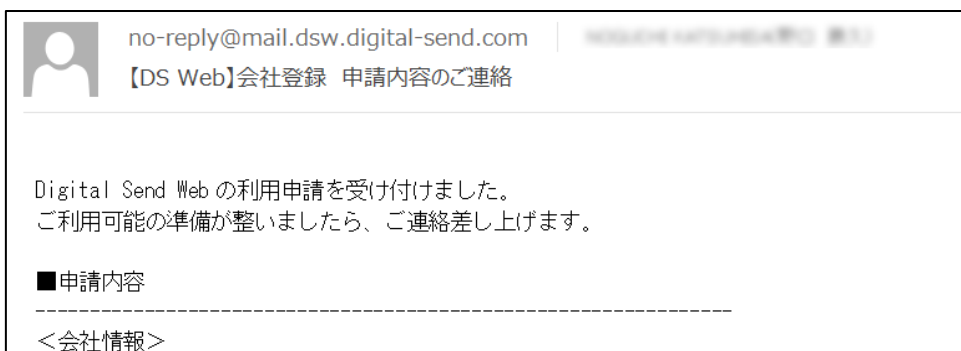 no-reply@mail.dsw.digital-send.com
【DS Web】会社登録 申請内容のご連絡
Digital Send Web の利用申請を受け付けました。
ご利用可能の準備が整いましたら、ご連絡差し上げます。
■申請内容
----------------------------------------------------------------
＜会社情報＞